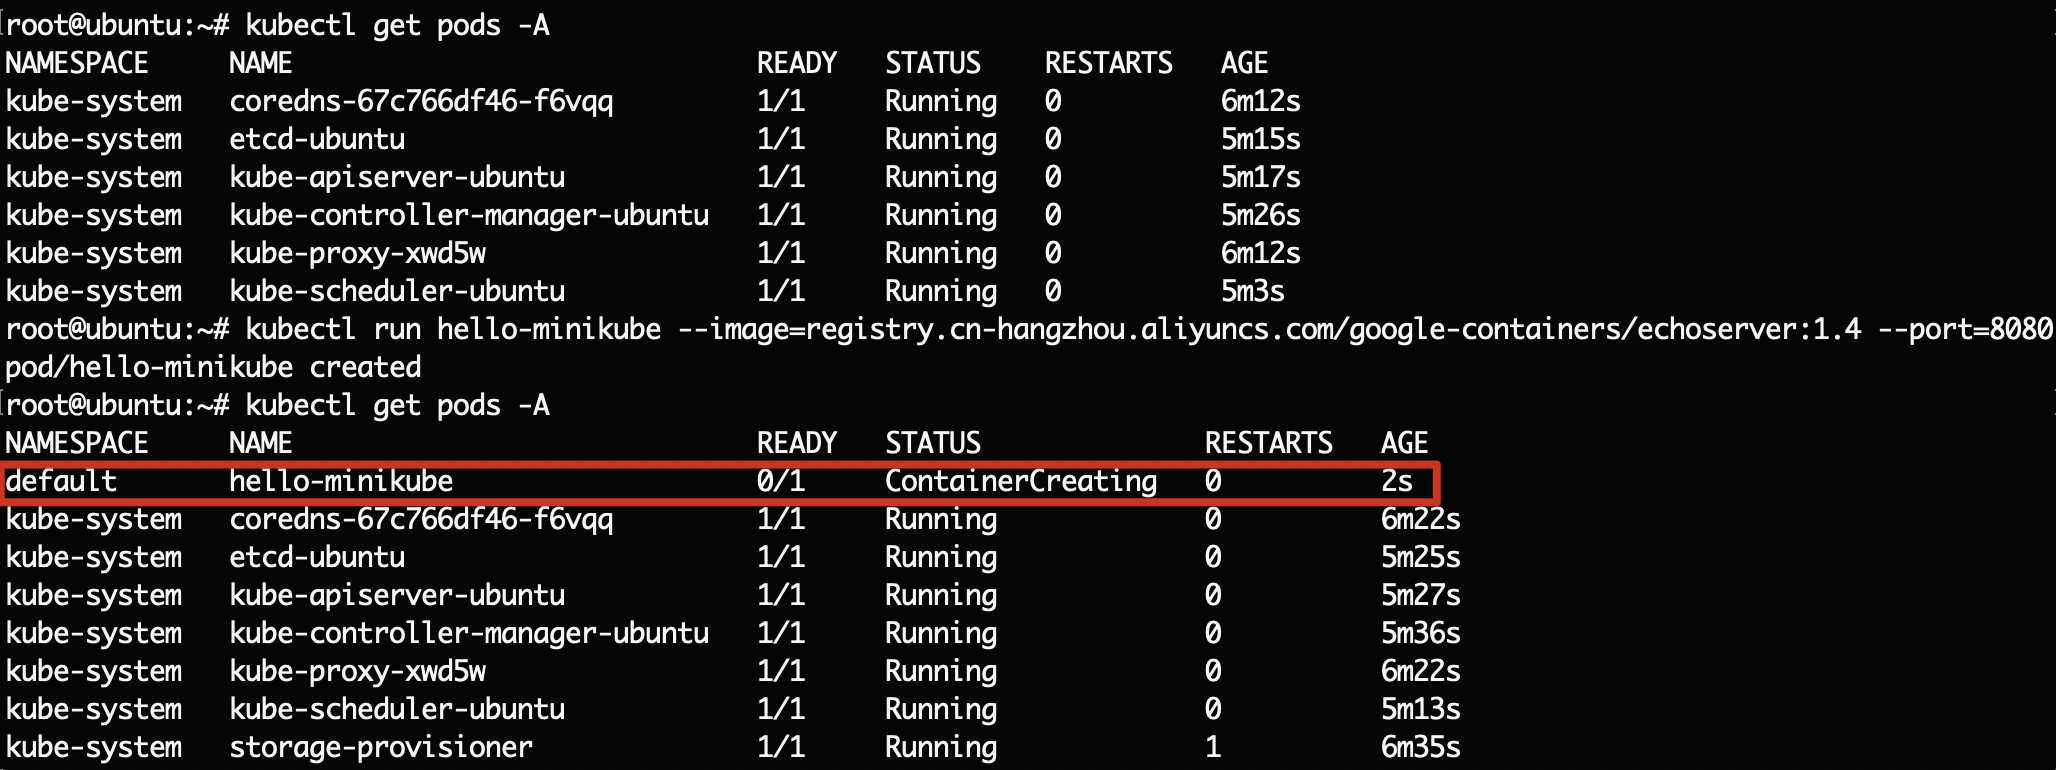 root@ubuntu:~# kubectl get pods -A
NAMESPACE     NAME                             READY   STATUS    RESTARTS   AGE
kube-system   coredns-67c766df46-f6vqq         1/1     Running   0          6m12s
kube-system   etcd-ubuntu                      1/1     Running   0          5m15s
kube-system   kube-apiserver-ubuntu            1/1     Running   0          5m17s
kube-system   kube-controller-manager-ubuntu   1/1     Running   0          5m26s
kube-system   kube-proxy-xwd5w                 1/1     Running   0          6m12s
kube-system   kube-scheduler-ubuntu            1/1     Running   0          5m3s
root@ubuntu:~# kubectl run hello-minikube --image=registry.cn-hangzhou.aliyuncs.com/google-containers/echoserver:1.4 --port=8080
pod/hello-minikube created
root@ubuntu:~# kubectl get pods -A
NAMESPACE     NAME                             READY   STATUS              RESTARTS   AGE
default       hello-minikube                   0/1     ContainerCreating   0          2s
kube-system   coredns-67c766df46-f6vqq         1/1     Running             0          6m22s
kube-system   etcd-ubuntu                      1/1     Running             0          5m25s
kube-system   kube-apiserver-ubuntu            1/1     Running             0          5m27s
kube-system   kube-controller-manager-ubuntu   1/1     Running             0          5m36s
kube-system   kube-proxy-xwd5w                 1/1     Running             0          6m22s
kube-system   kube-scheduler-ubuntu            1/1     Running             0          5m13s
kube-system   storage-provisioner              1/1     Running             1          6m35s